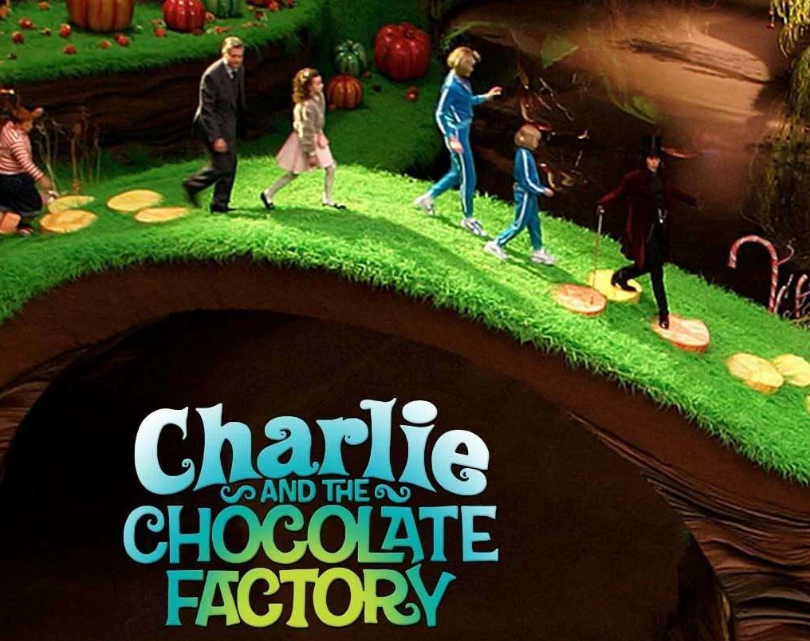 Charlie
AND THE
CHOCOLATE
FACTORY